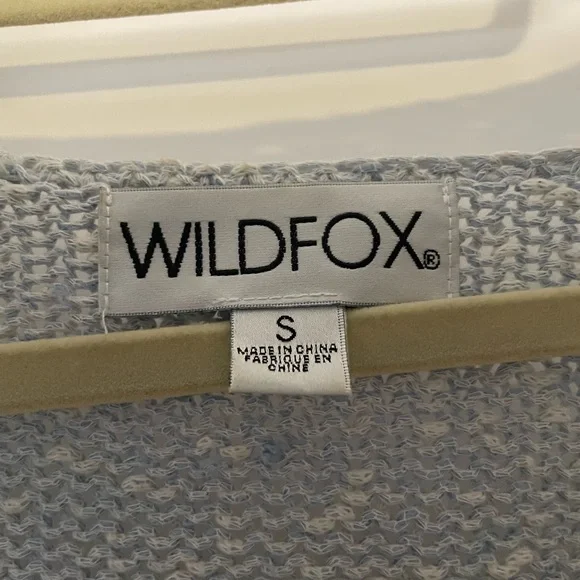 WILDFOX®
S
MADE IN CHINA
FABRIQUE EN
CHINE